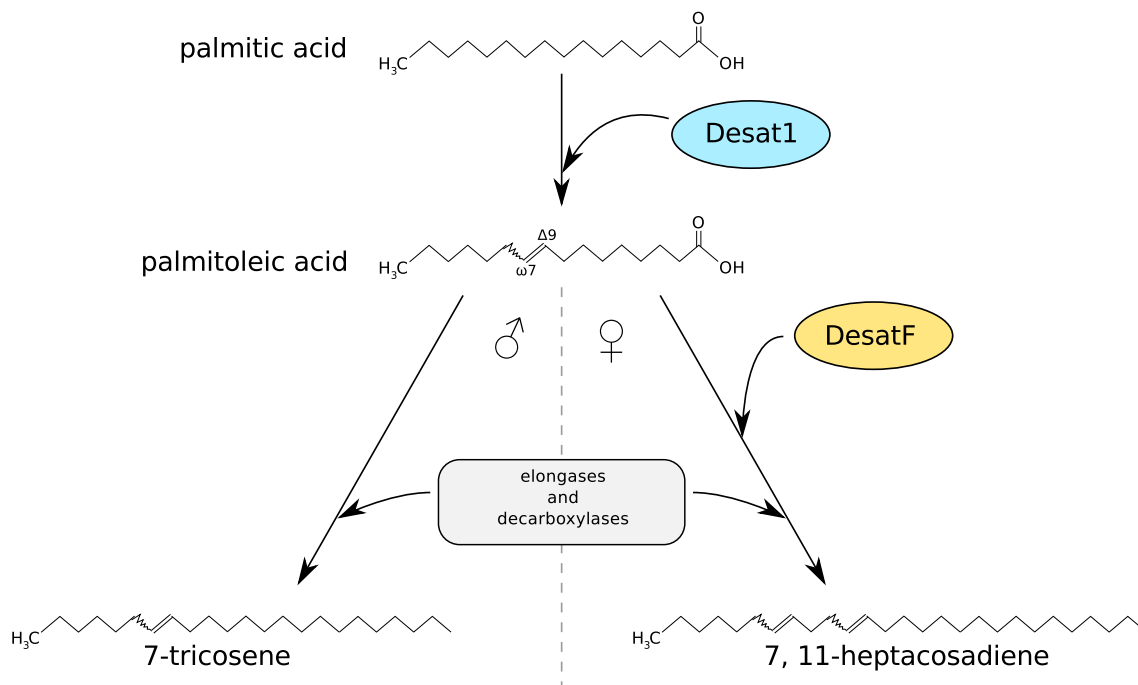 O
palmitic acid
H3C
OH
Desat1
O
Δ9
palmitoleic acid
H3C
ω7
OH
♂
♀
DesatF
elongases
and
decarboxylases
H3C
7-tricosene
H3C
7, 11-heptacosadiene